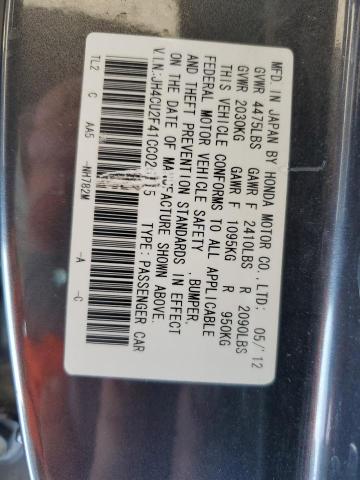 MFD IN JAPAN BY HONDA MOTOR CO.,LTD: 05/'12
GVWR 4475LBS GAWR F 2410LBS R 2090LBS
GVWR 2030KG GAWR F 1095KG R 950KG
THIS VEHICLE CONFORMS TO ALL APPLICABLE
FEDERAL MOTOR VEHICLE SAFETY ,BUMPER,
AND THEFT PREVENTION STANDARDS IN EFFECT
ON THE DATE OF MANUFACTURE SHOWN ABOVE.
V.IN: TYPE: PASSENGER CAR
TL2 C AA5 -NH782M -A -C